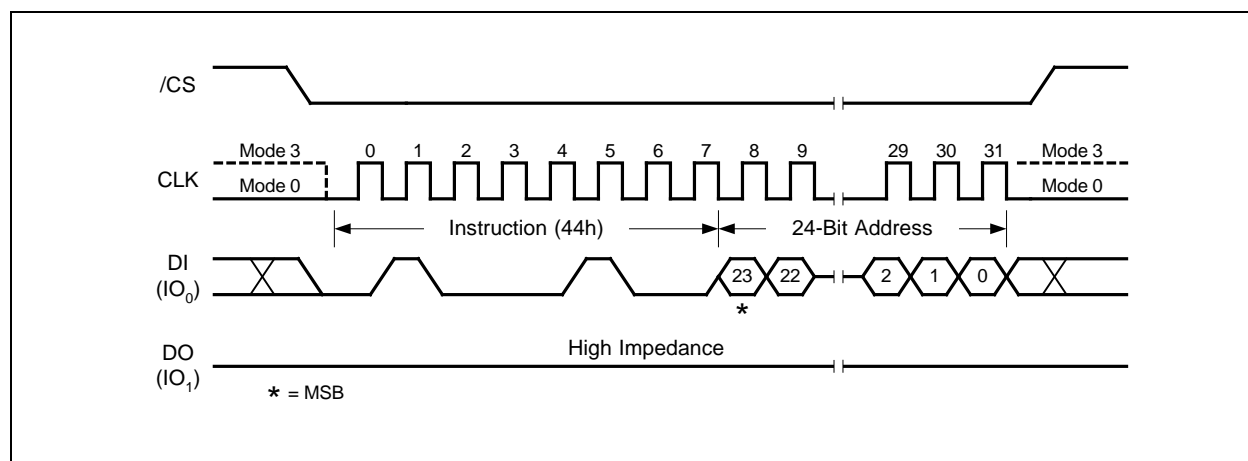 /CS
Mode 3 0 1 2 3 4 5 6 7 8 9 29 30 31 Mode 3
CLK
Mode 0 Mode 0
Instruction (44h) 24-Bit Address
DI
(IO₀)
23 22 2 1 0
*
High Impedance
DO
(IO₁)
* = MSB